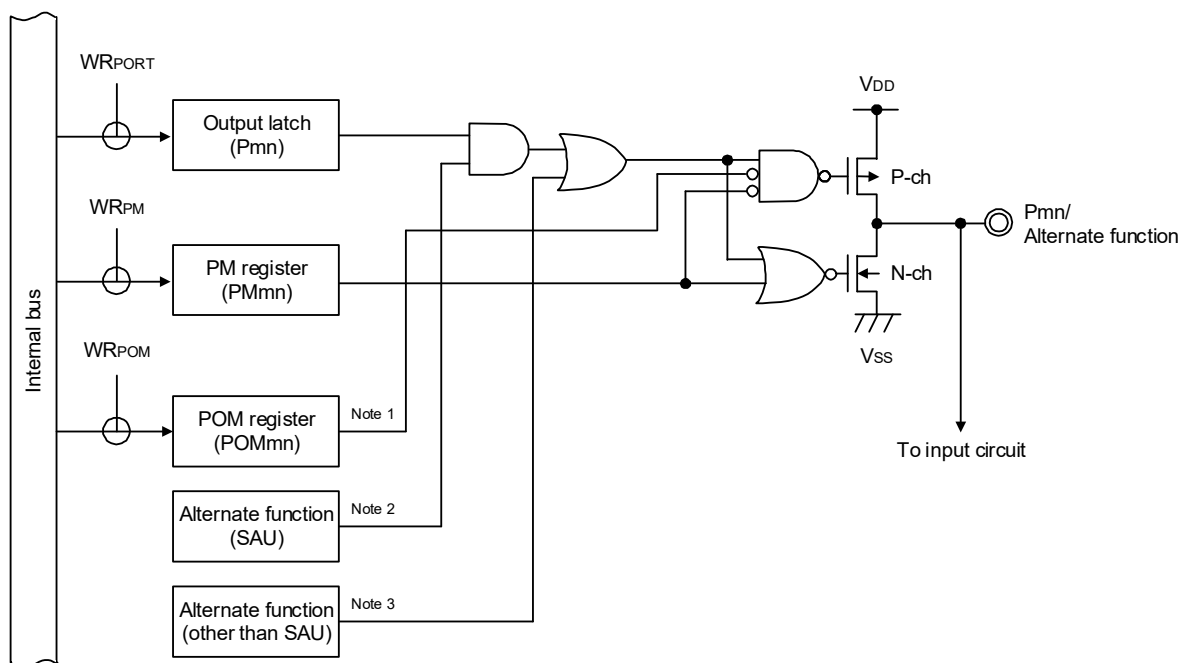 WRPORT
Output latch
(Pmn)
VDD
P-ch
WRPM
Pmn/
Alternate function
PM register
(PMmn)
N-ch
Internal bus
WRPOM
VSS
POM register
(POMmn)
Note 1
To input circuit
Alternate function
(SAU)
Note 2
Alternate function
(other than SAU)
Note 3